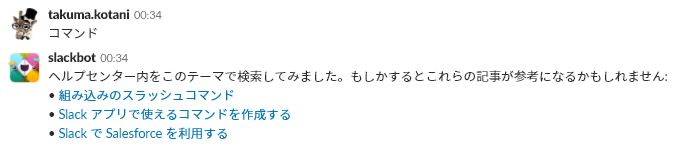 takuma.kotani 00:34
コマンド
slackbot 00:34
ヘルプセンター内をこのテーマで検索してみました。もしかするとこれらの記事が参考になるかもしれません:
• 組み込みのスラッシュコマンド
• Slack アプリで使えるコマンドを作成する
• Slack で Salesforce を利用する